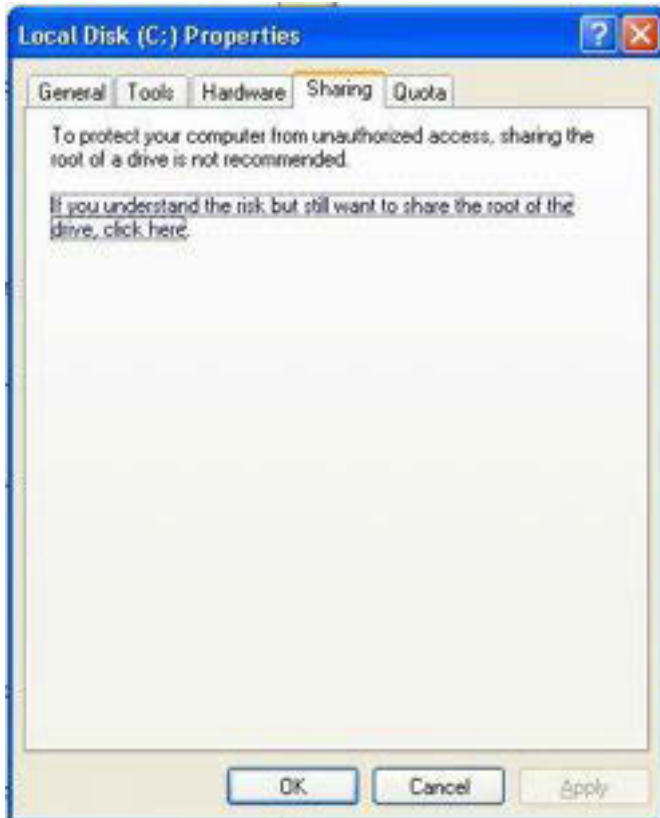 Local Disk (C:) Properties
?
General Tools Hardware Sharing Quota
To protect your computer from unauthorized access, sharing the
root of a drive is not recommended.
If you understand the risk but still want to share the root of the
drive, click here.
OK Cancel Apply